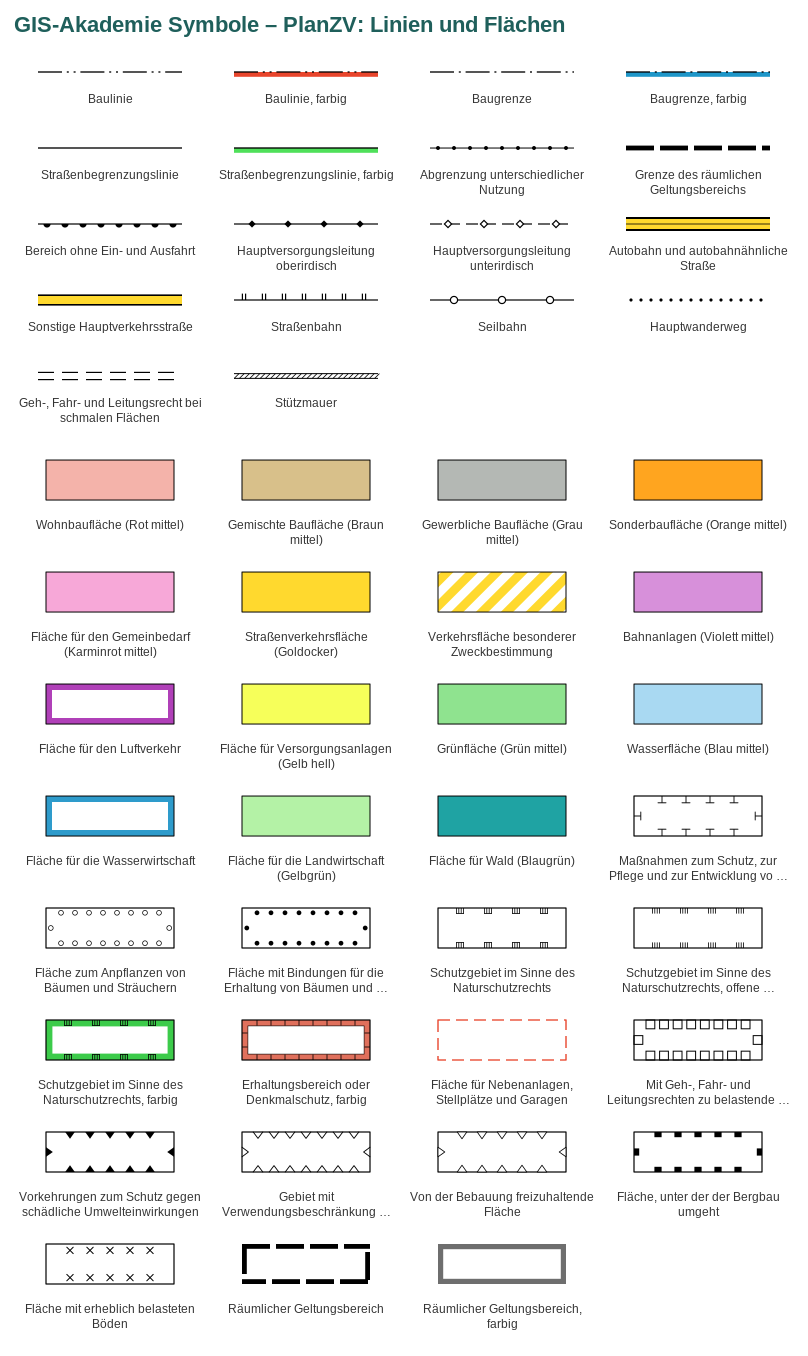 GIS-Akademie Symbole – PlanZV: Linien und Flächen
Baulinie
Baulinie, farbig
Baugrenze
Baugrenze, farbig
Straßenbegrenzungslinie
Straßenbegrenzungslinie, farbig
Abgrenzung unterschiedlicher
Nutzung
Grenze des räumlichen
Geltungsbereichs
Bereich ohne Ein- und Ausfahrt
Hauptversorgungsleitung
oberirdisch
Hauptversorgungsleitung
unterirdisch
Autobahn und autobahnähnliche
Straße
Sonstige Hauptverkehrsstraße
Straßenbahn
Seilbahn
Hauptwanderweg
Geh-, Fahr- und Leitungsrecht bei
schmalen Flächen
Stützmauer
Wohnbaufläche (Rot mittel)
Gemischte Baufläche (Braun
mittel)
Gewerbliche Baufläche (Grau
mittel)
Sonderbaufläche (Orange mittel)
Fläche für den Gemeinbedarf
(Karminrot mittel)
Straßenverkehrsfläche
(Goldocker)
Verkehrsfläche besonderer
Zweckbestimmung
Bahnanlagen (Violett mittel)
Fläche für den Luftverkehr
Fläche für Versorgungsanlagen
(Gelb hell)
Grünfläche (Grün mittel)
Wasserfläche (Blau mittel)
Fläche für die Wasserwirtschaft
Fläche für die Landwirtschaft
(Gelbgrün)
Fläche für Wald (Blaugrün)
Maßnahmen zum Schutz, zur
Pflege und zur Entwicklung vo …
Fläche zum Anpflanzen von
Bäumen und Sträuchern
Fläche mit Bindungen für die
Erhaltung von Bäumen und …
Schutzgebiet im Sinne des
Naturschutzrechts
Schutzgebiet im Sinne des
Naturschutzrechts, offene …
Schutzgebiet im Sinne des
Naturschutzrechts, farbig
Erhaltungsbereich oder
Denkmalschutz, farbig
Fläche für Nebenanlagen,
Stellplätze und Garagen
Mit Geh-, Fahr- und
Leitungsrechten zu belastende …
Vorkehrungen zum Schutz gegen
schädliche Umwelteinwirkungen
Gebiet mit
Verwendungsbeschränkung …
Von der Bebauung freizuhaltende
Fläche
Fläche, unter der der Bergbau
umgeht
Fläche mit erheblich belasteten
Böden
Räumlicher Geltungsbereich
Räumlicher Geltungsbereich,
farbig